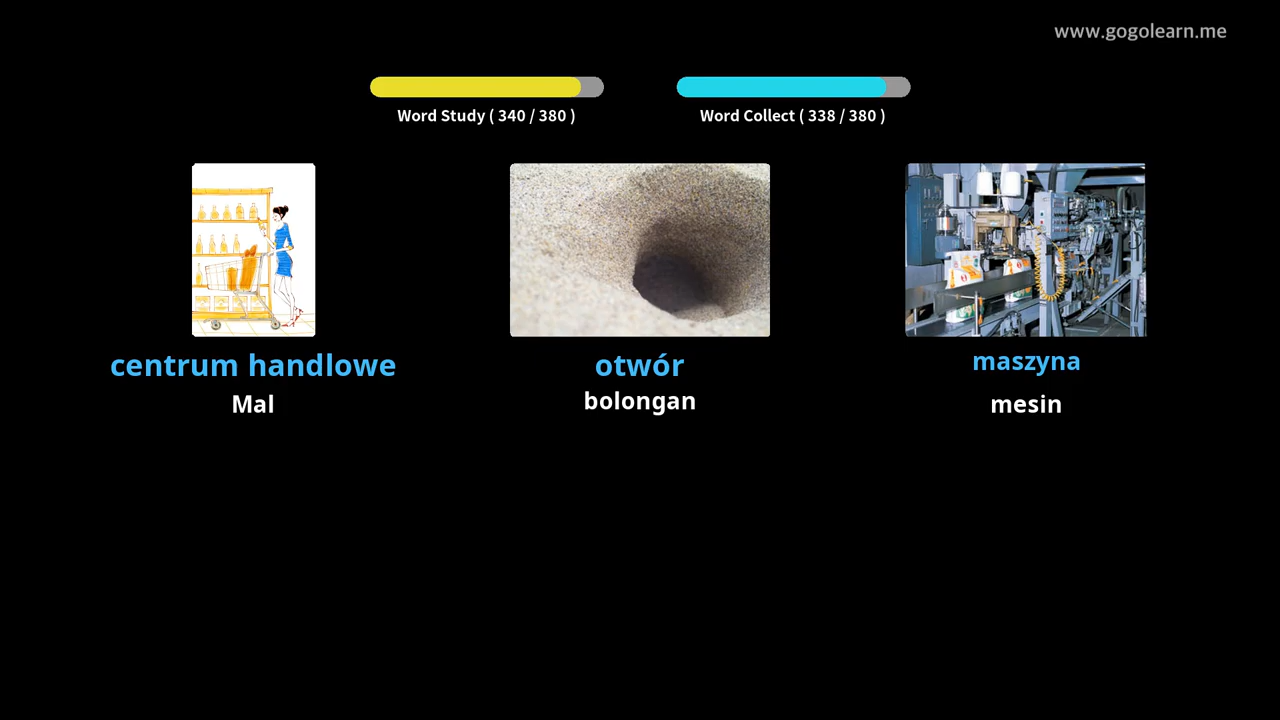 www.gogolearn.me
Word Study ( 340 / 380 )
Word Collect ( 338 / 380 )
centrum handlowe
Mal
otwór
bolongan
maszyna
mesin